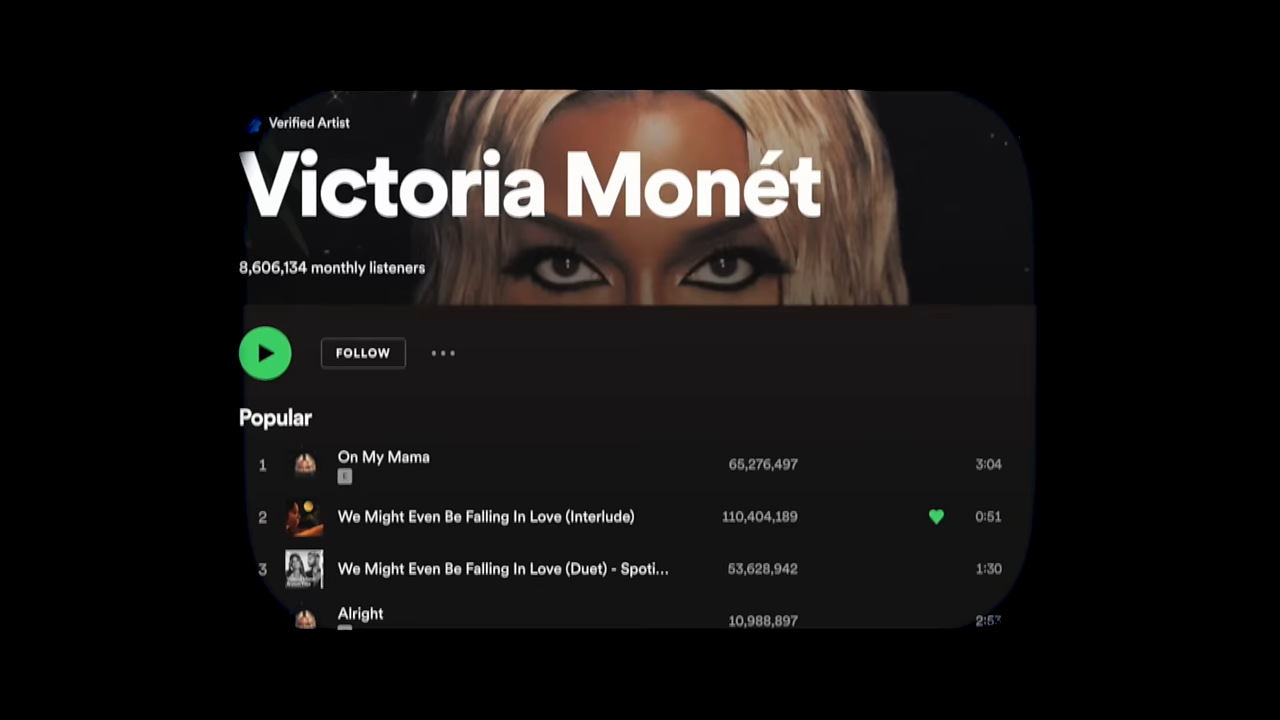 Verified Artist
Victoria Monét
8,606,134 monthly listeners
FOLLOW
Popular
1 On My Mama 65,276,497 3:04
E
2 We Might Even Be Falling In Love (Interlude) 110,404,189 0:51
3 We Might Even Be Falling In Love (Duet) - Spoti... 53,628,942 1:30
Alright 10,988,897 2:57